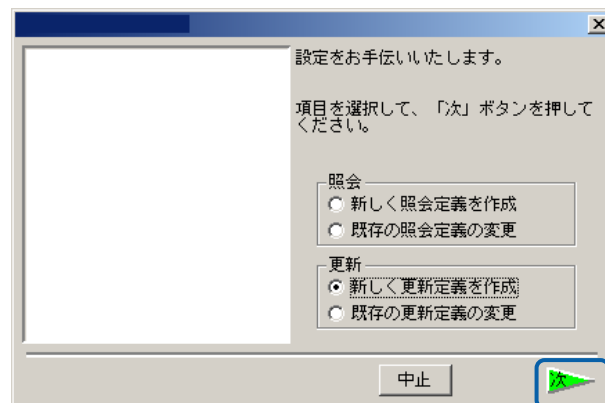 設定をお手伝いいたします。
項目を選択して、「次」ボタンを押して
ください。
照会
新しく照会定義を作成
既存の照会定義の変更
更新
新しく更新定義を作成
既存の更新定義の変更
中止
次